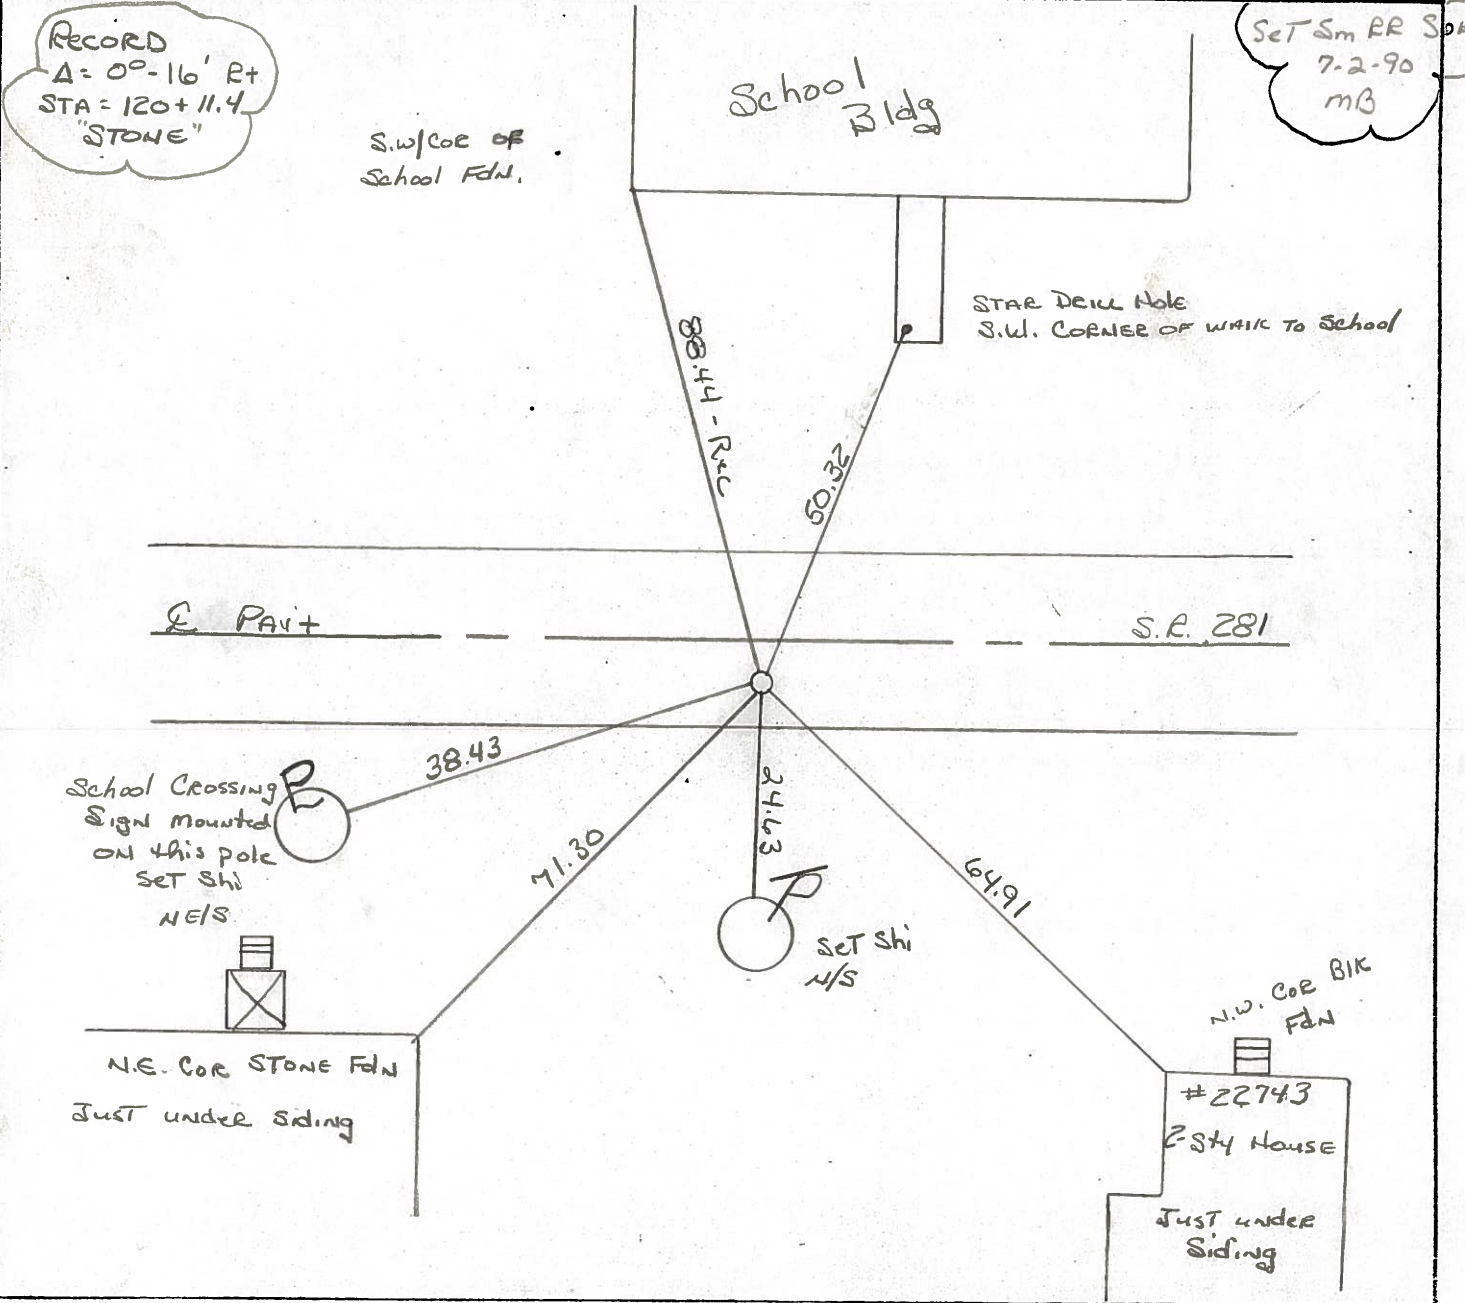 RECORD
Δ = 0°-16' Rt
STA = 120 + 11.4
"STONE"
S.W/COR OF
School FdN.
School
Bldg
SeT Sm RR
7-2-90
mB
STAR DRILL HOLE
S.W. CORNER OF WALK TO School
88.44 - Rec
50.32
℄ PAV't
S.R. 281
38.43
School CROSSING
SigN mounted
ON this pole
SeT Shi
NE/S
71.30
24.63
64.91
SeT Shi
N/S
N.W. COR BlK
FdN
N.E. COR STONE FdN
JusT under Siding
#22743
2-Sty House
JusT under
Siding